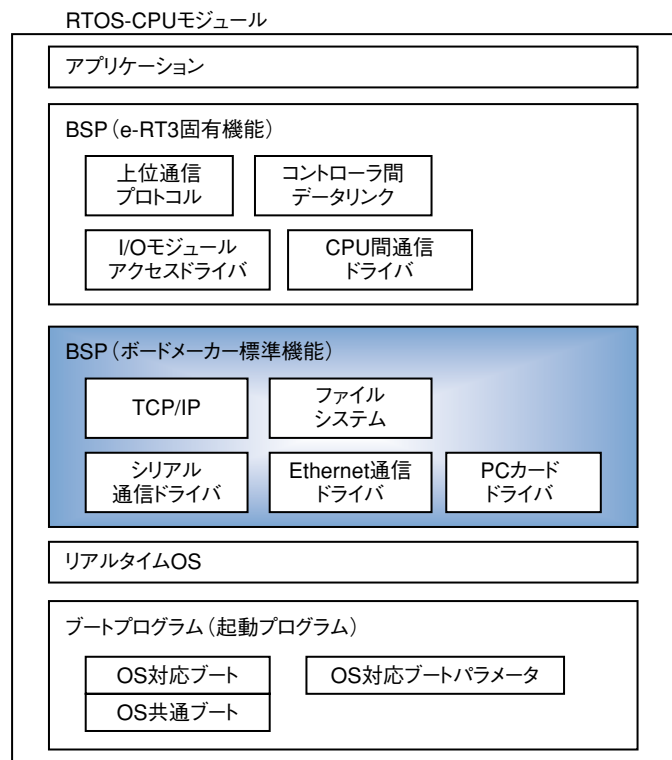 RTOS-CPUモジュール
アプリケーション
BSP(e-RT3固有機能)
上位通信
プロトコル
コントローラ間
データリンク
I/Oモジュール
アクセスドライバ
CPU間通信
ドライバ
BSP(ボードメーカー標準機能)
TCP/IP
ファイル
システム
シリアル
通信ドライバ
Ethernet通信
ドライバ
PCカード
ドライバ
リアルタイムOS
ブートプログラム(起動プログラム)
OS対応ブート
OS対応ブートパラメータ
OS共通ブート